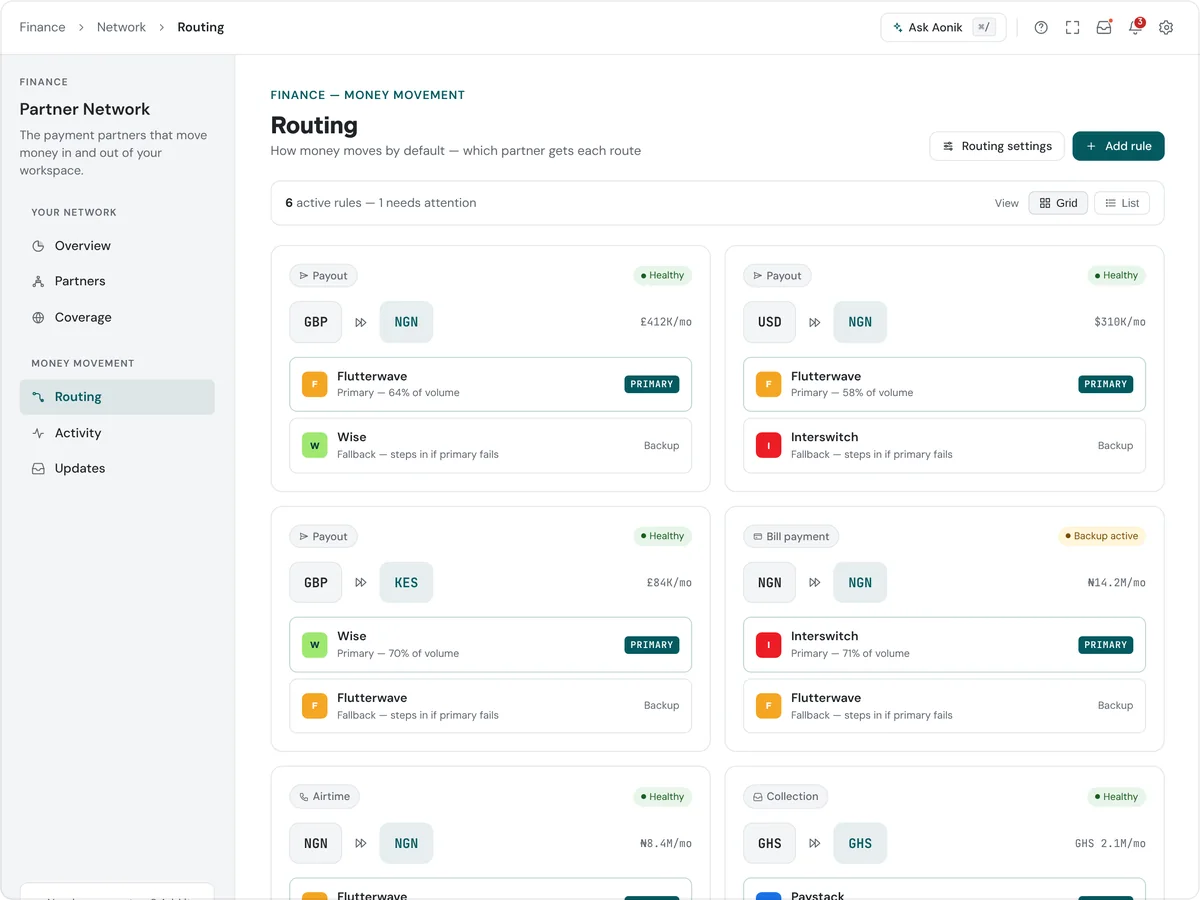 Finance > Network > Routing
Ask Aonik ⌘/
3
FINANCE
Partner Network
The payment partners that move
money in and out of your
workspace.
YOUR NETWORK
Overview
Partners
Coverage
MONEY MOVEMENT
Routing
Activity
Updates
FINANCE — MONEY MOVEMENT
Routing
How money moves by default — which partner gets each route
Routing settings
+ Add rule
6 active rules — 1 needs attention
View Grid List
Payout Healthy
GBP NGN £412K/mo
F Flutterwave PRIMARY
Primary — 64% of volume
W Wise Backup
Fallback — steps in if primary fails
Payout Healthy
USD NGN $310K/mo
F Flutterwave PRIMARY
Primary — 58% of volume
I Interswitch Backup
Fallback — steps in if primary fails
Payout Healthy
GBP KES £84K/mo
W Wise PRIMARY
Primary — 70% of volume
F Flutterwave Backup
Fallback — steps in if primary fails
Bill payment Backup active
NGN NGN ₦14.2M/mo
I Interswitch PRIMARY
Primary — 71% of volume
F Flutterwave Backup
Fallback — steps in if primary fails
Airtime Healthy
NGN NGN ₦8.4M/mo
Flutterwave
Collection Healthy
GHS GHS GHS 2.1M/mo
Paystack